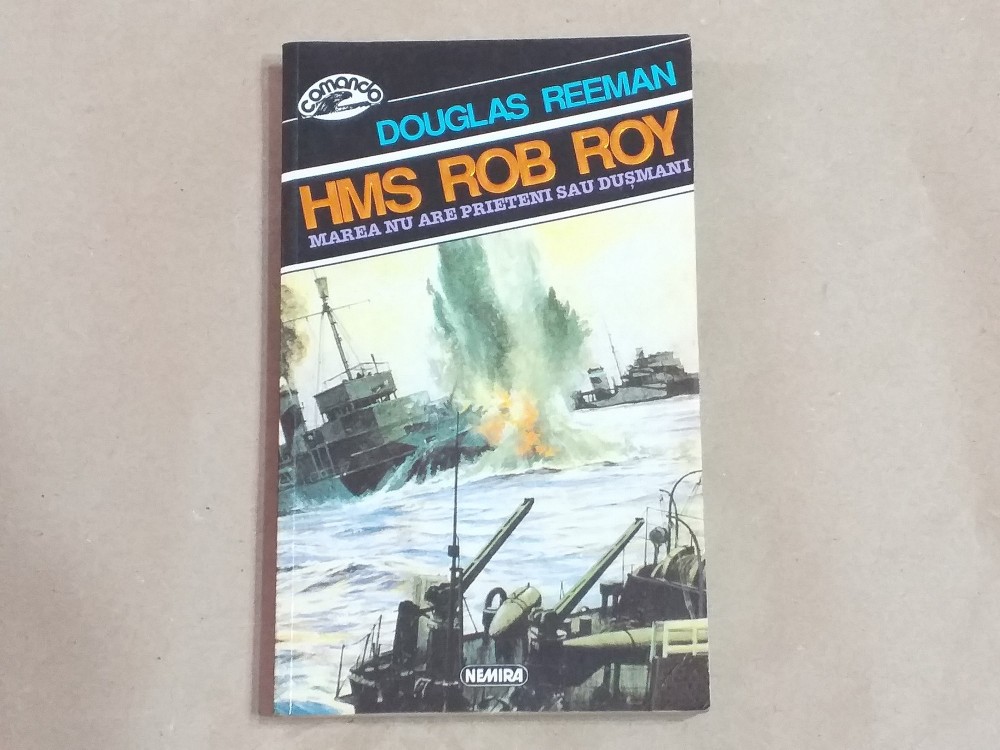 comando
DOUGLAS REEMAN
HMS ROB ROY
MAREA NU ARE PRIETENI SAU DUȘMANI
NEMIRA